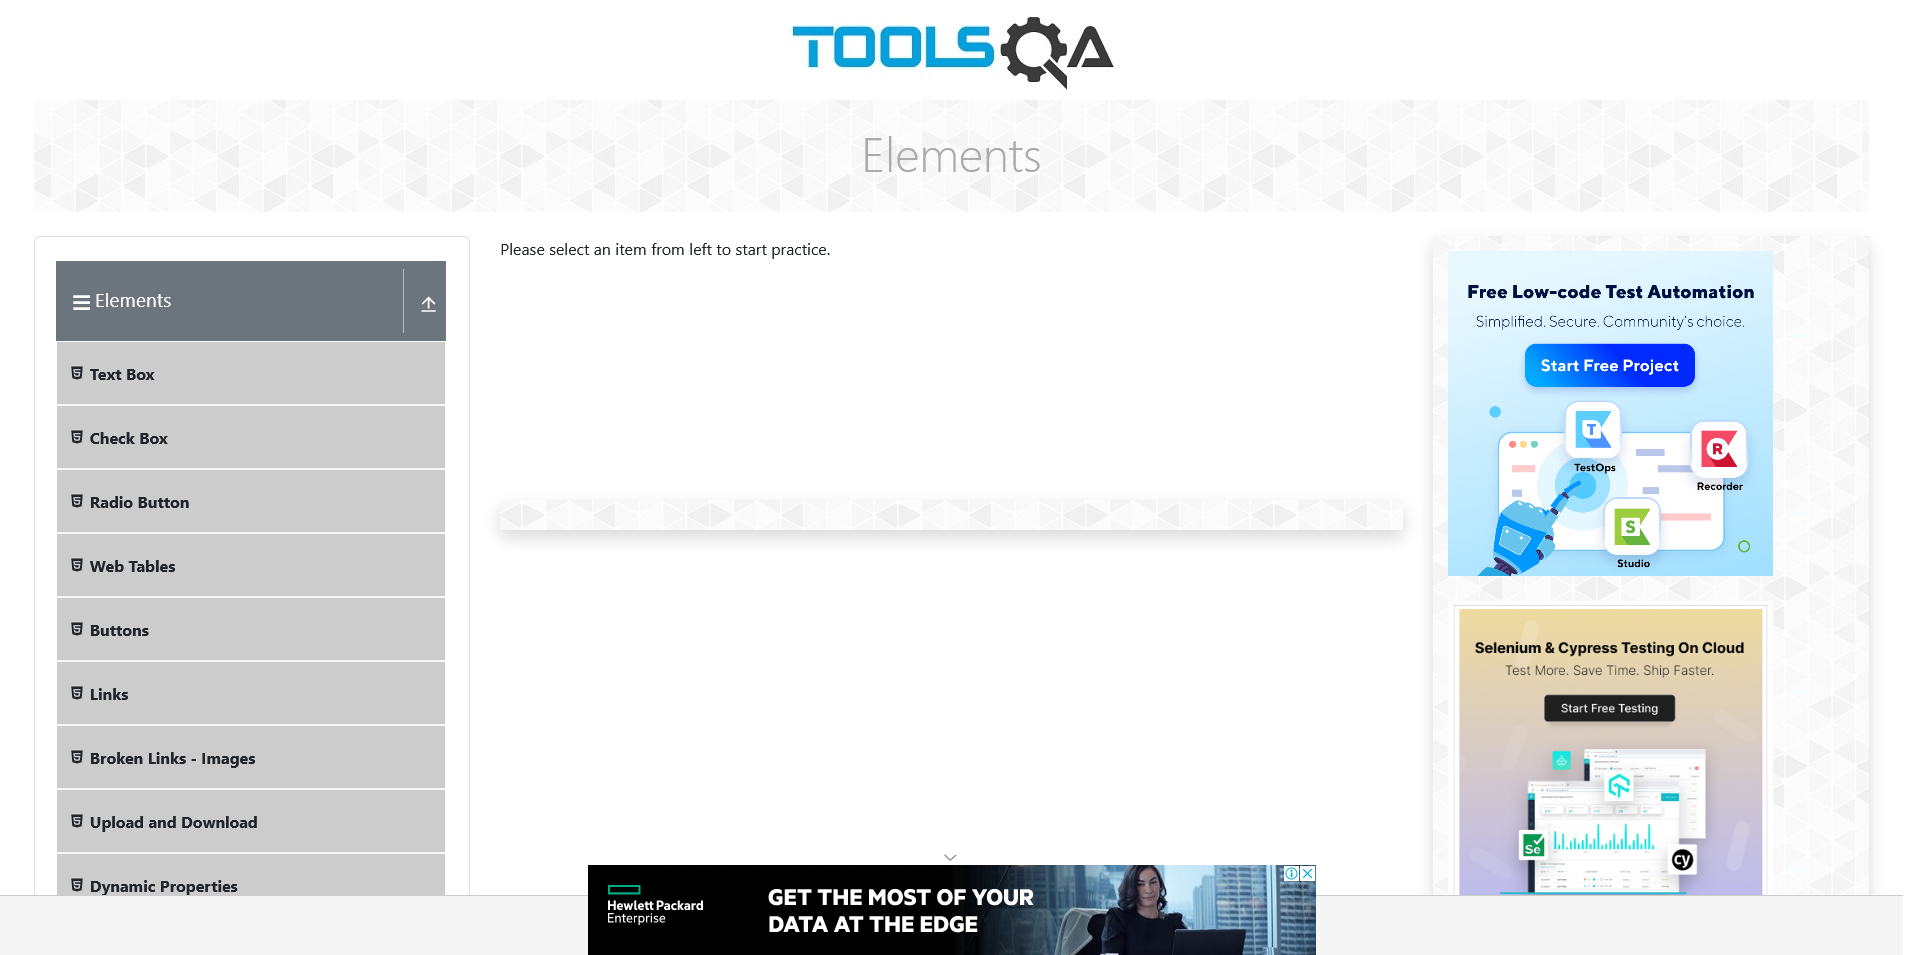 TOOLSQA
Elements
Elements
Text Box
Check Box
Radio Button
Web Tables
Buttons
Links
Broken Links - Images
Upload and Download
Dynamic Properties
Please select an item from left to start practice.
Free Low-code Test Automation
Simplified. Secure. Community's choice.
Start Free Project
T
TestOps
R
Recorder
S
Studio
Selenium & Cypress Testing On Cloud
Test More. Save Time. Ship Faster.
Start Free Testing
Se
cy
Hewlett Packard
Enterprise
GET THE MOST OF YOUR
DATA AT THE EDGE